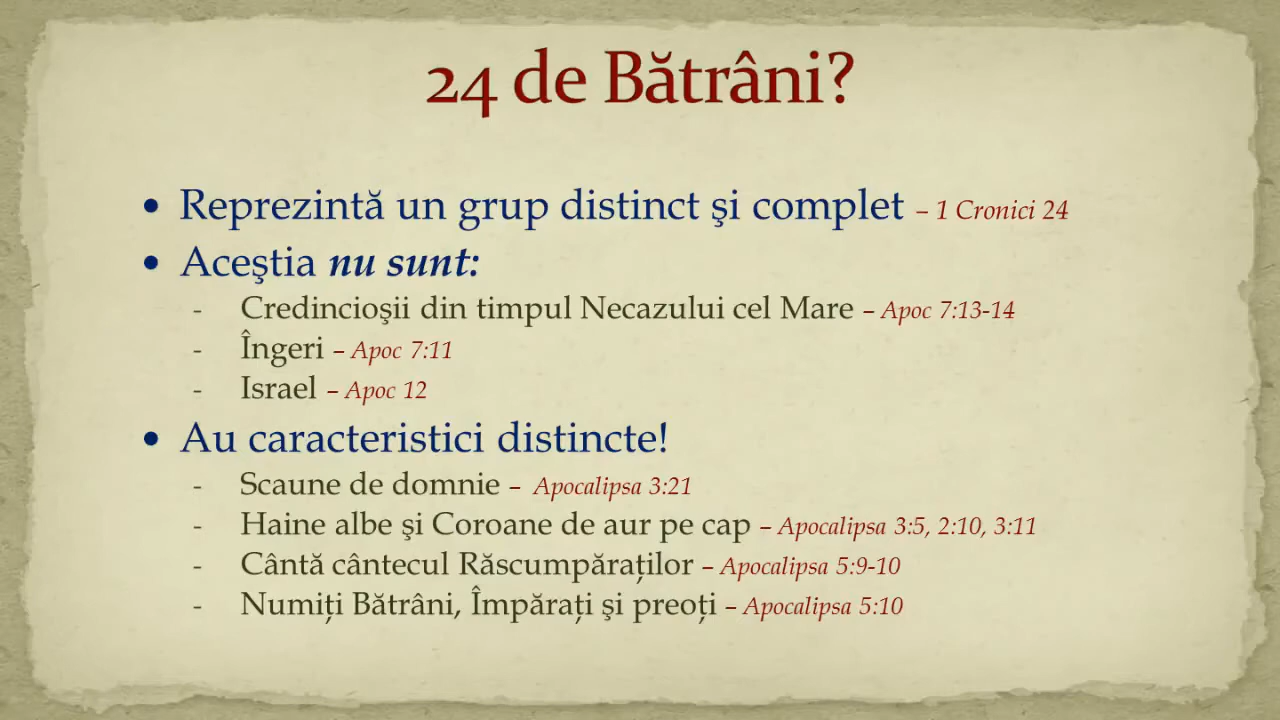 24 de Bătrâni?
• Reprezintă un grup distinct şi complet – 1 Cronici 24
• Aceştia nu sunt:
- Credincioşii din timpul Necazului cel Mare – Apoc 7:13-14
- Îngeri – Apoc 7:11
- Israel – Apoc 12
• Au caracteristici distincte!
- Scaune de domnie – Apocalipsa 3:21
- Haine albe şi Coroane de aur pe cap – Apocalipsa 3:5, 2:10, 3:11
- Cântă cântecul Răscumpăraților – Apocalipsa 5:9-10
- Numiți Bătrâni, Împărați şi preoți – Apocalipsa 5:10